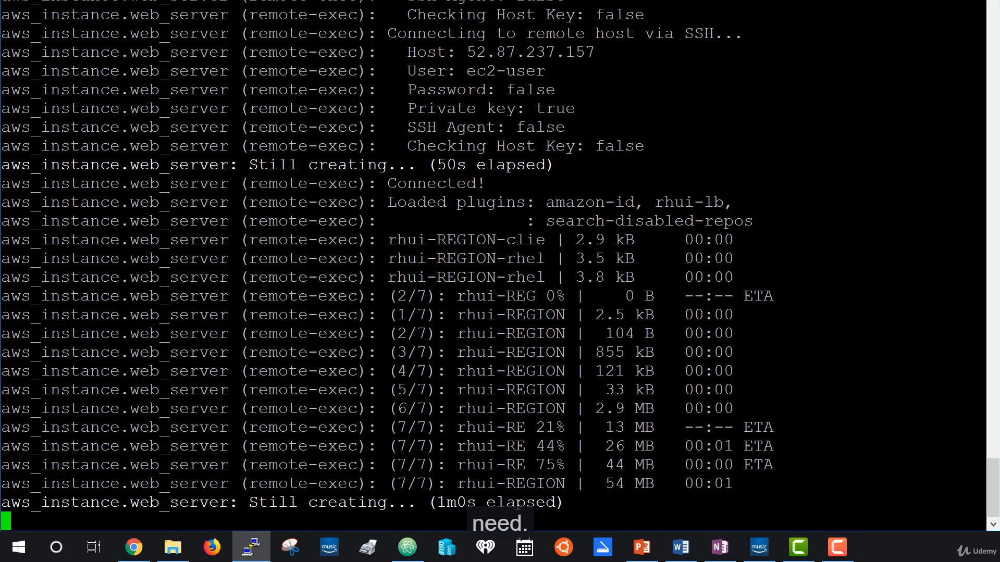 aws_instance.web_server (remote-exec):   Checking Host Key: false
aws_instance.web_server (remote-exec): Connecting to remote host via SSH...
aws_instance.web_server (remote-exec):   Host: 52.87.237.157
aws_instance.web_server (remote-exec):   User: ec2-user
aws_instance.web_server (remote-exec):   Password: false
aws_instance.web_server (remote-exec):   Private key: true
aws_instance.web_server (remote-exec):   SSH Agent: false
aws_instance.web_server (remote-exec):   Checking Host Key: false
aws_instance.web_server: Still creating... (50s elapsed)
aws_instance.web_server (remote-exec): Connected!
aws_instance.web_server (remote-exec): Loaded plugins: amazon-id, rhui-lb,
aws_instance.web_server (remote-exec):               : search-disabled-repos
aws_instance.web_server (remote-exec): rhui-REGION-clie | 2.9 kB     00:00
aws_instance.web_server (remote-exec): rhui-REGION-rhel | 3.5 kB     00:00
aws_instance.web_server (remote-exec): rhui-REGION-rhel | 3.8 kB     00:00
aws_instance.web_server (remote-exec): (2/7): rhui-REG 0% |    0 B   --:-- ETA
aws_instance.web_server (remote-exec): (1/7): rhui-REGION | 2.5 kB   00:00
aws_instance.web_server (remote-exec): (2/7): rhui-REGION |  104 B   00:00
aws_instance.web_server (remote-exec): (3/7): rhui-REGION | 855 kB   00:00
aws_instance.web_server (remote-exec): (4/7): rhui-REGION | 121 kB   00:00
aws_instance.web_server (remote-exec): (5/7): rhui-REGION |  33 kB   00:00
aws_instance.web_server (remote-exec): (6/7): rhui-REGION | 2.9 MB   00:00
aws_instance.web_server (remote-exec): (7/7): rhui-RE 21% |  13 MB   --:-- ETA
aws_instance.web_server (remote-exec): (7/7): rhui-RE 44% |  26 MB   00:01 ETA
aws_instance.web_server (remote-exec): (7/7): rhui-RE 75% |  44 MB   00:00 ETA
aws_instance.web_server (remote-exec): (7/7): rhui-REGION |  54 MB   00:01
aws_instance.web_server: Still creating... (1m0s elapsed)
need.
music
music
Udemy